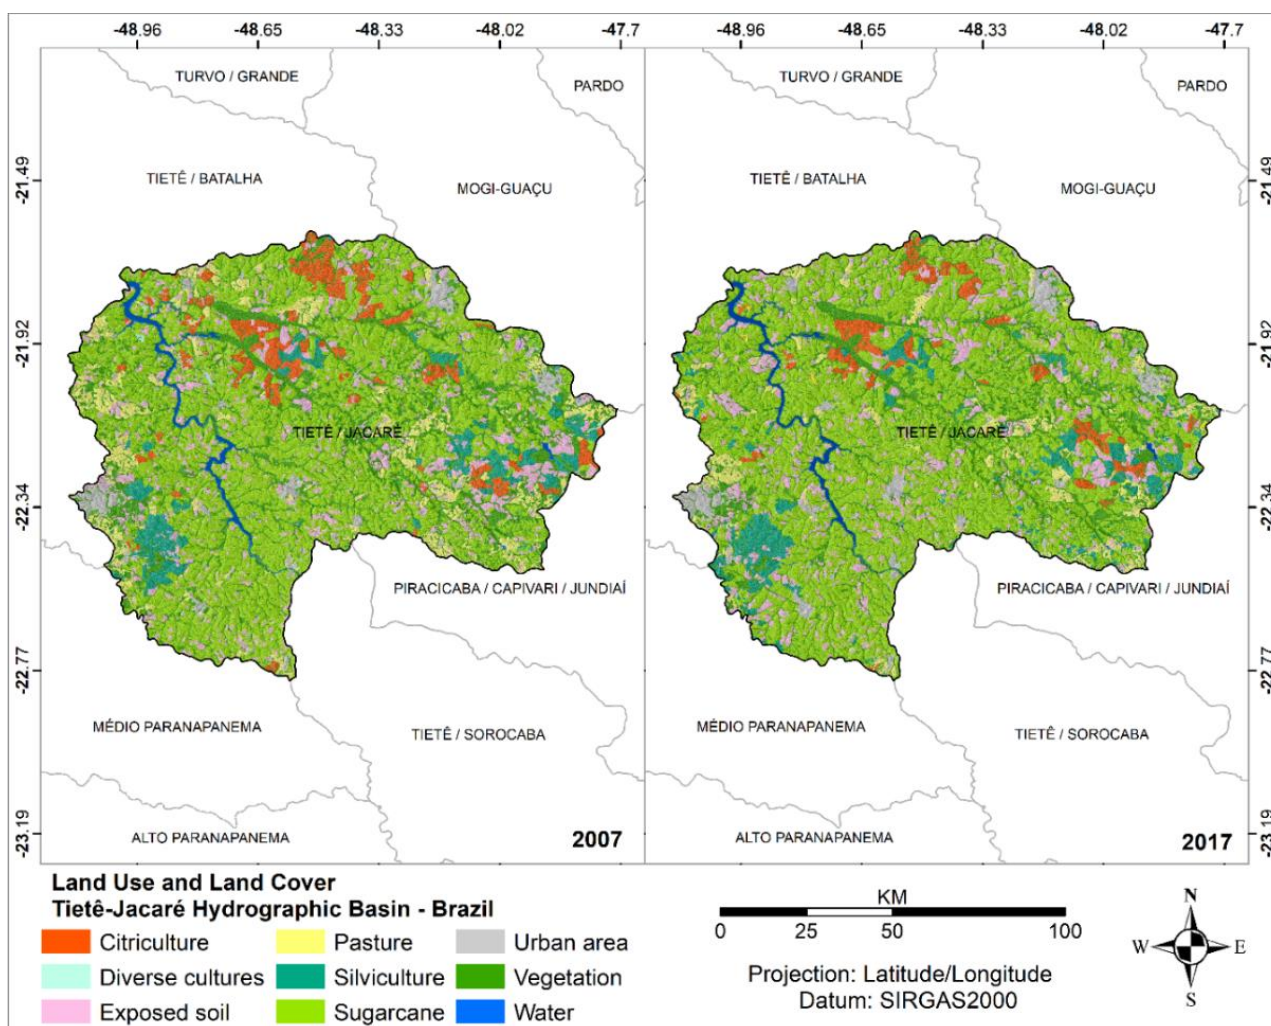 -48.96 -48.65 -48.33 -48.02 -47.7
-48.96 -48.65 -48.33 -48.02 -47.7
TURVO / GRANDE
PARDO
TIETÊ / BATALHA
MOGI-GUAÇU
TIETÊ / JACARÉ
PIRACICABA / CAPIVARI / JUNDIAÍ
MÉDIO PARANAPANEMA
TIETÊ / SOROCABA
ALTO PARANAPANEMA
2007
-21.49
-21.92
-22.34
-22.77
-23.19
TURVO / GRANDE
PARDO
TIETÊ / BATALHA
MOGI-GUAÇU
TIETÊ / JACARÉ
PIRACICABA / CAPIVARI / JUNDIAÍ
MÉDIO PARANAPANEMA
TIETÊ / SOROCABA
ALTO PARANAPANEMA
2017
-21.49
-21.92
-22.34
-22.77
-23.19
Land Use and Land Cover
Tietê-Jacaré Hydrographic Basin - Brazil
Citriculture
Diverse cultures
Exposed soil
Pasture
Silviculture
Sugarcane
Urban area
Vegetation
Water
KM
0 25 50 100
Projection: Latitude/Longitude
Datum: SIRGAS2000
N
W E
S